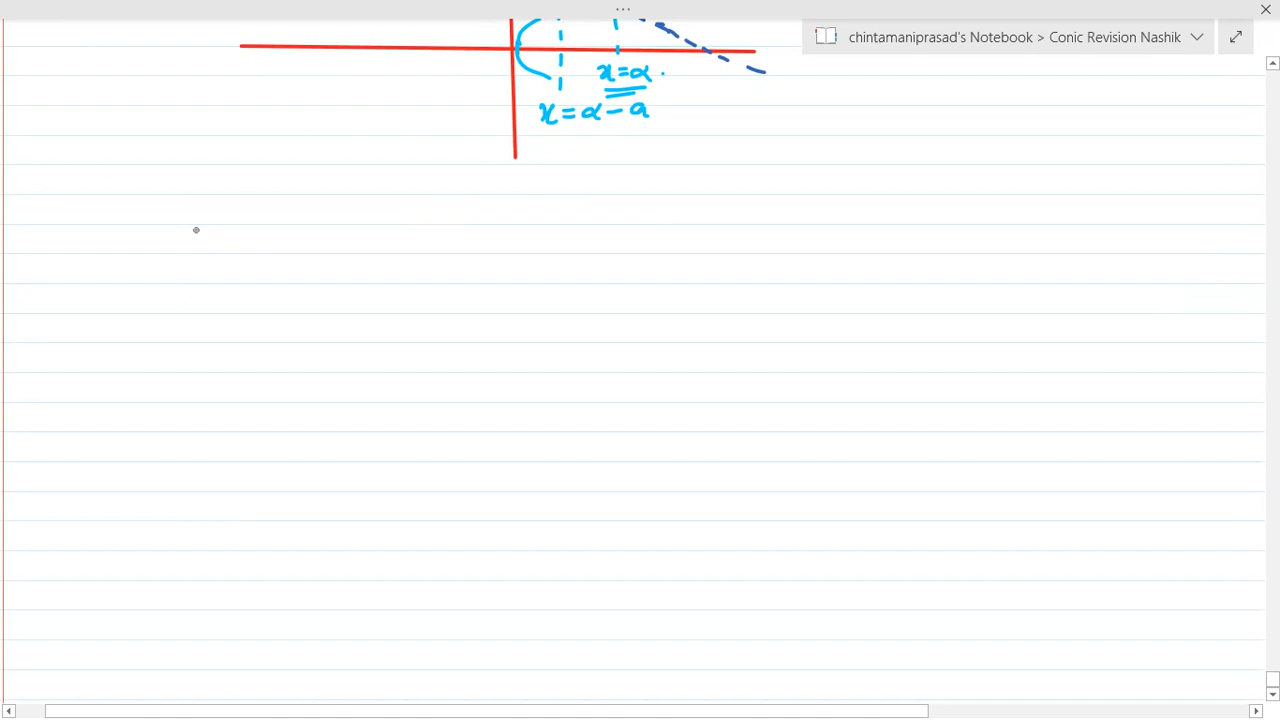 ...
chintamaniprasad's Notebook > Conic Revision Nashik
x=α
x=α-a